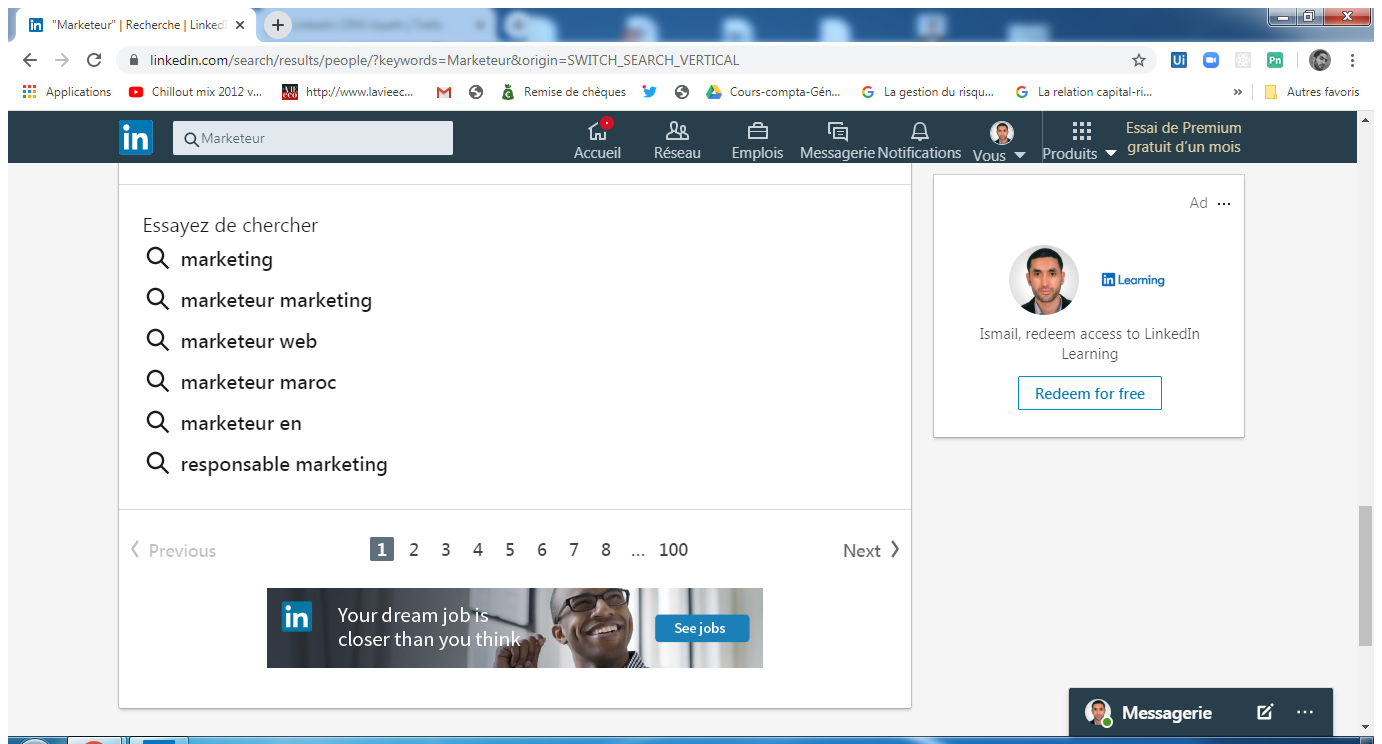 "Marketeur" | Recherche | Linked
linkedin.com/search/results/people/?keywords=Marketeur&origin=SWITCH_SEARCH_VERTICAL
Ui
Pn
Applications
Chillout mix 2012 v...
http://www.lavieec...
Remise de chèques
Cours-compta-Gén...
La gestion du risqu...
La relation capital-ri...
»
Autres favoris
in
Marketeur
Accueil
Réseau
Emplois
Messagerie
Notifications
Vous
Produits
Essai de Premium
gratuit d'un mois
Essayez de chercher
marketing
marketeur marketing
marketeur web
marketeur maroc
marketeur en
responsable marketing
Previous
1 2 3 4 5 6 7 8 ... 100
Next
in
Your dream job is
closer than you think
See jobs
Ad ...
in Learning
Ismail, redeem access to LinkedIn
Learning
Redeem for free
Messagerie